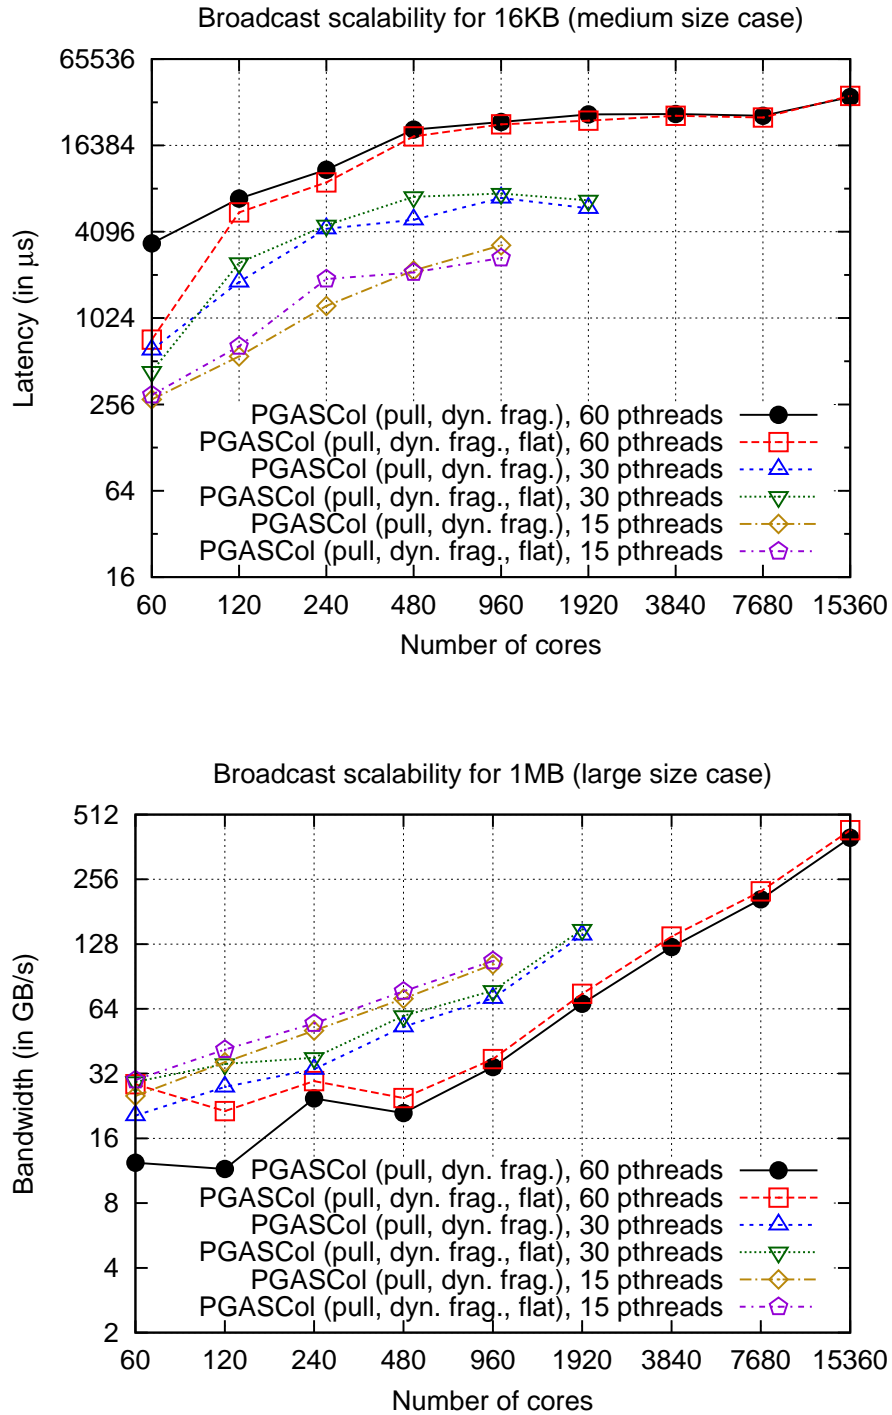 Broadcast scalability for 16KB (medium size case)
65536
16384
4096
1024
256
64
16
Latency (in μs)
PGASCol (pull, dyn. frag.), 60 pthreads
PGASCol (pull, dyn. frag., flat), 60 pthreads
PGASCol (pull, dyn. frag.), 30 pthreads
PGASCol (pull, dyn. frag., flat), 30 pthreads
PGASCol (pull, dyn. frag.), 15 pthreads
PGASCol (pull, dyn. frag., flat), 15 pthreads
60 120 240 480 960 1920 3840 7680 15360
Number of cores
Broadcast scalability for 1MB (large size case)
512
256
128
64
32
16
8
4
2
Bandwidth (in GB/s)
PGASCol (pull, dyn. frag.), 60 pthreads
PGASCol (pull, dyn. frag., flat), 60 pthreads
PGASCol (pull, dyn. frag.), 30 pthreads
PGASCol (pull, dyn. frag., flat), 30 pthreads
PGASCol (pull, dyn. frag.), 15 pthreads
PGASCol (pull, dyn. frag., flat), 15 pthreads
60 120 240 480 960 1920 3840 7680 15360
Number of cores